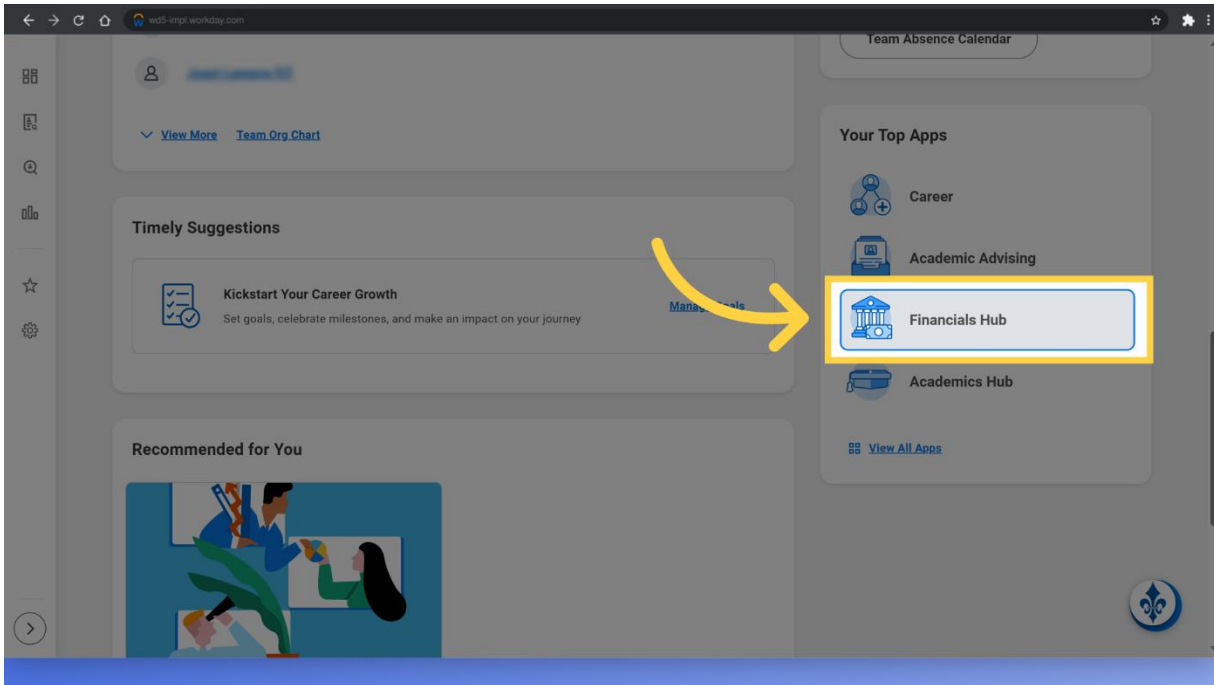 wd5-impl.workday.com
Team Absence Calendar
View More Team Org Chart
Timely Suggestions
Kickstart Your Career Growth
Set goals, celebrate milestones, and make an impact on your journey
Recommended for You
Your Top Apps
Career
Academic Advising
Financials Hub
Academics Hub
View All Apps